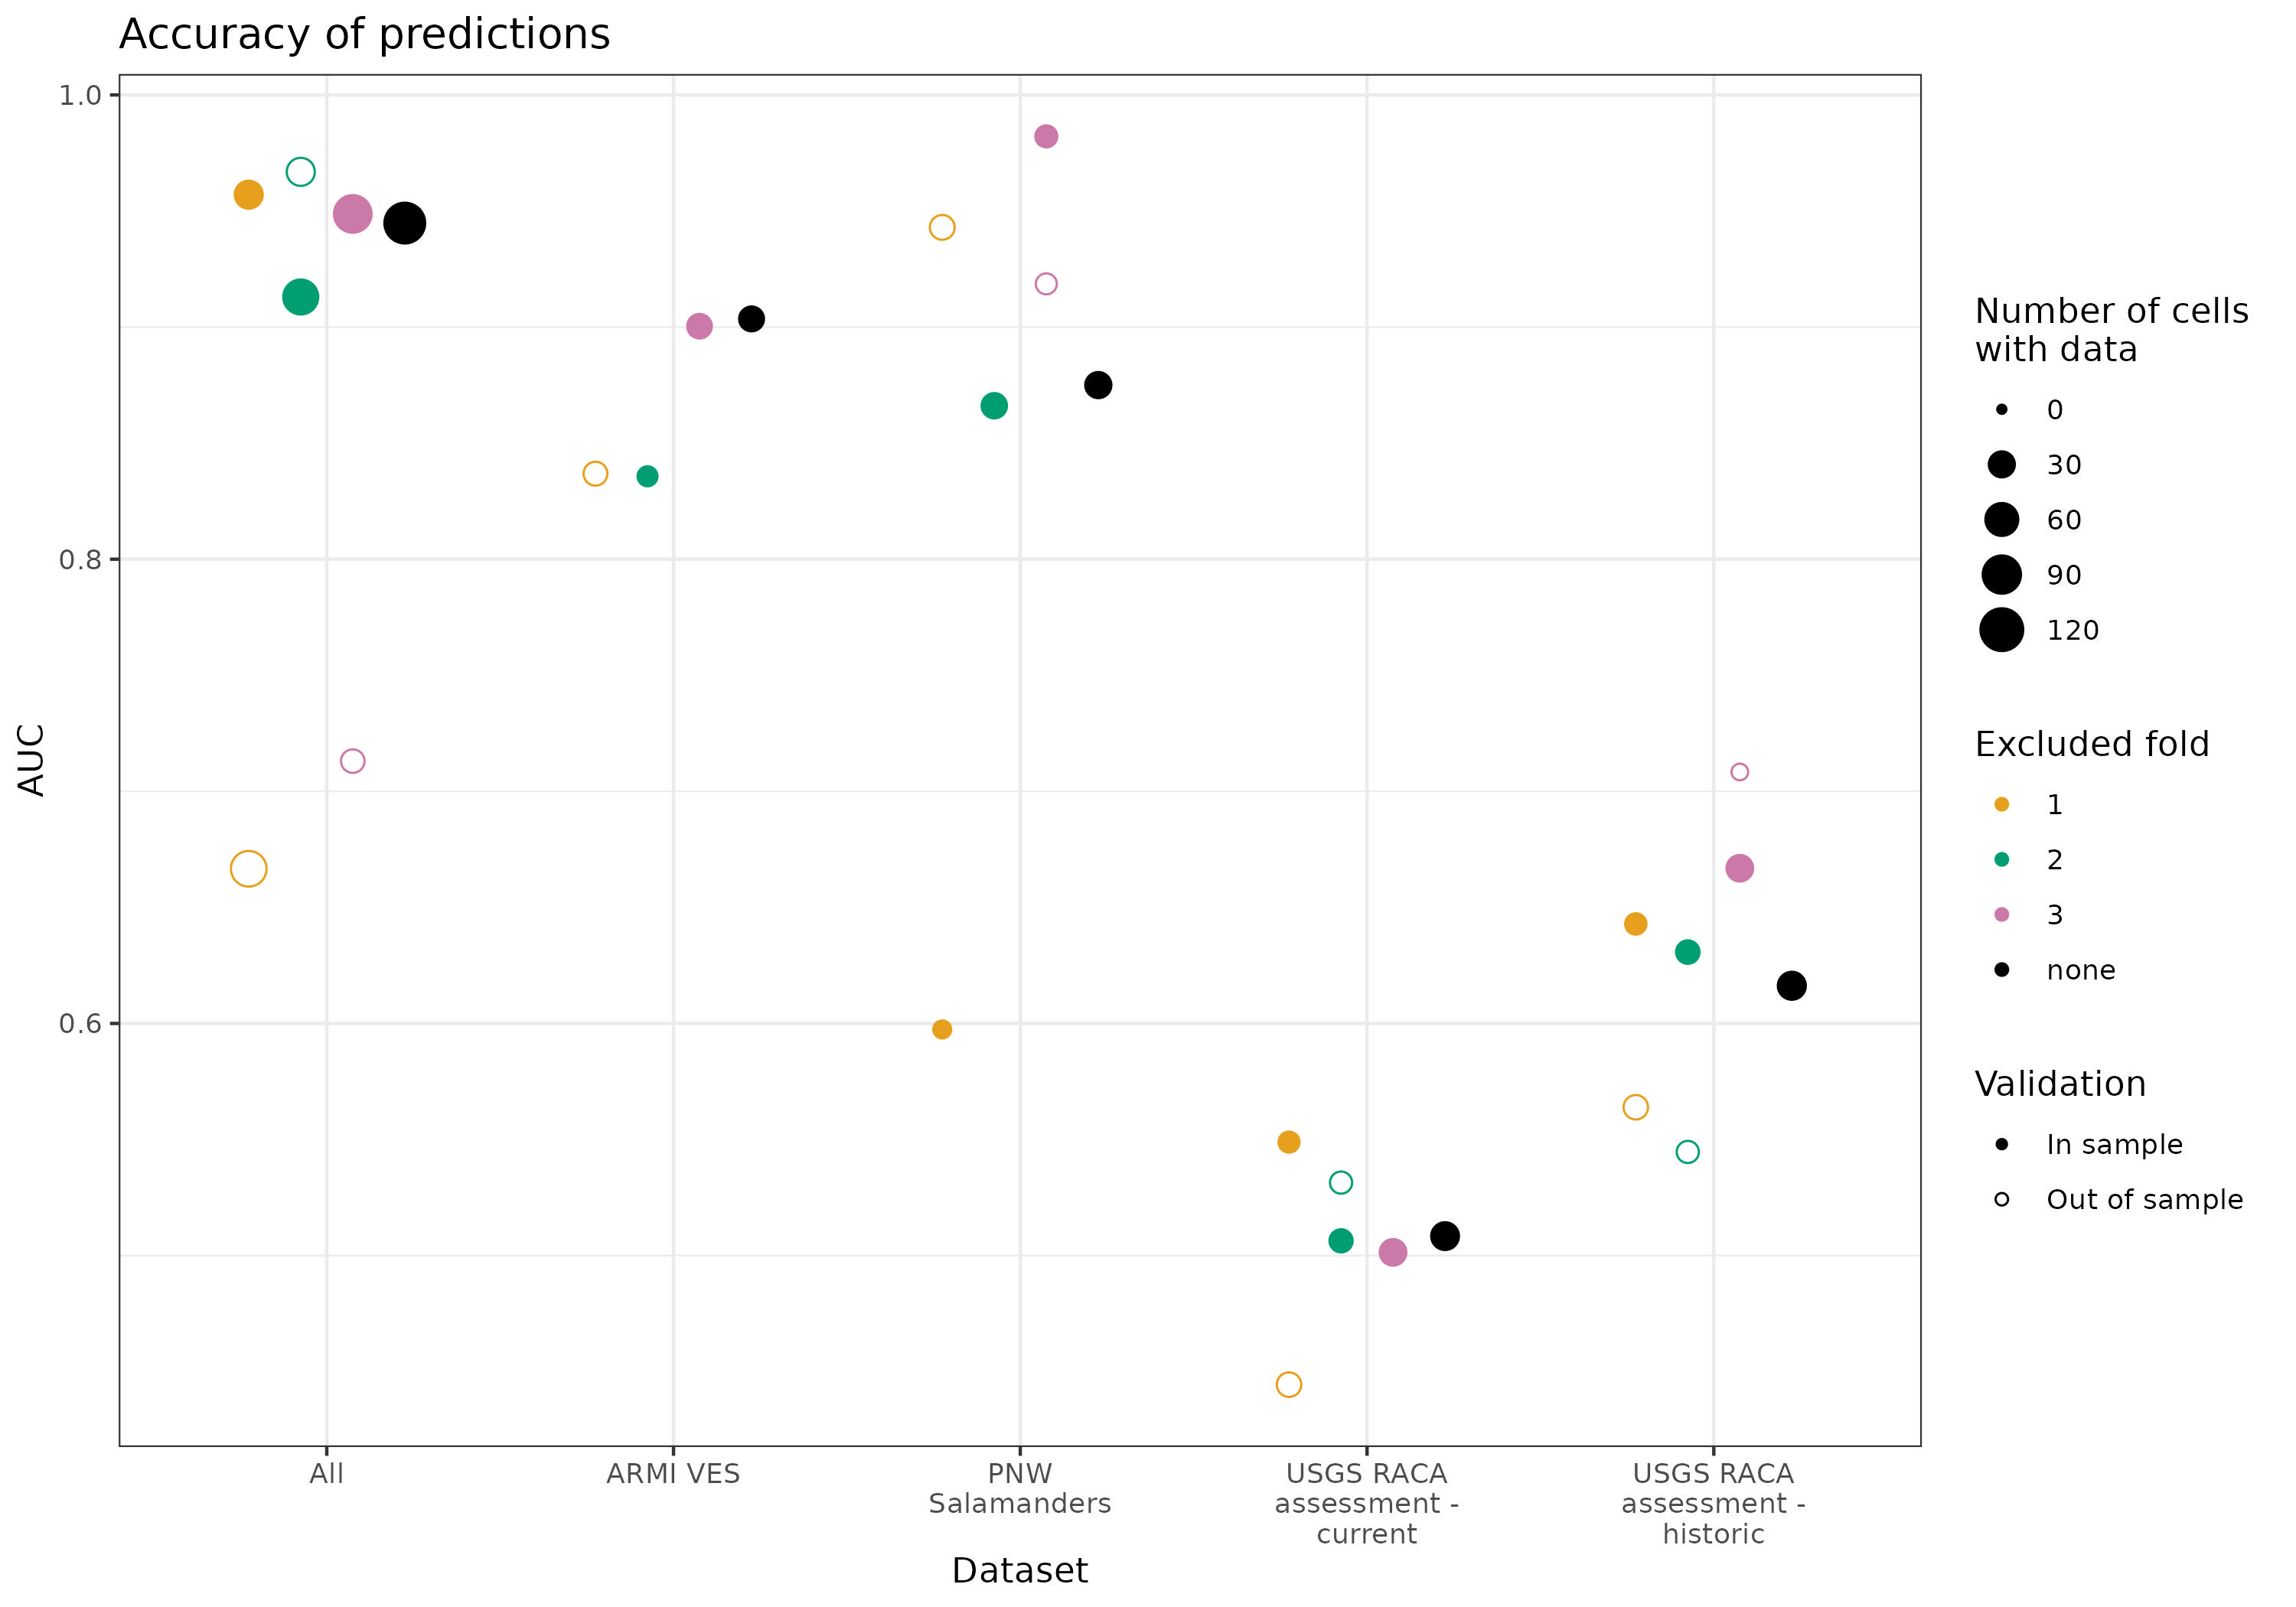 Accuracy of predictions
1.0
0.8
0.6
AUC
All
ARMI VES
PNW
Salamanders
USGS RACA
assessment -
current
USGS RACA
assessment -
historic
Dataset
Number of cells
with data
0
30
60
90
120
Excluded fold
1
2
3
none
Validation
In sample
Out of sample